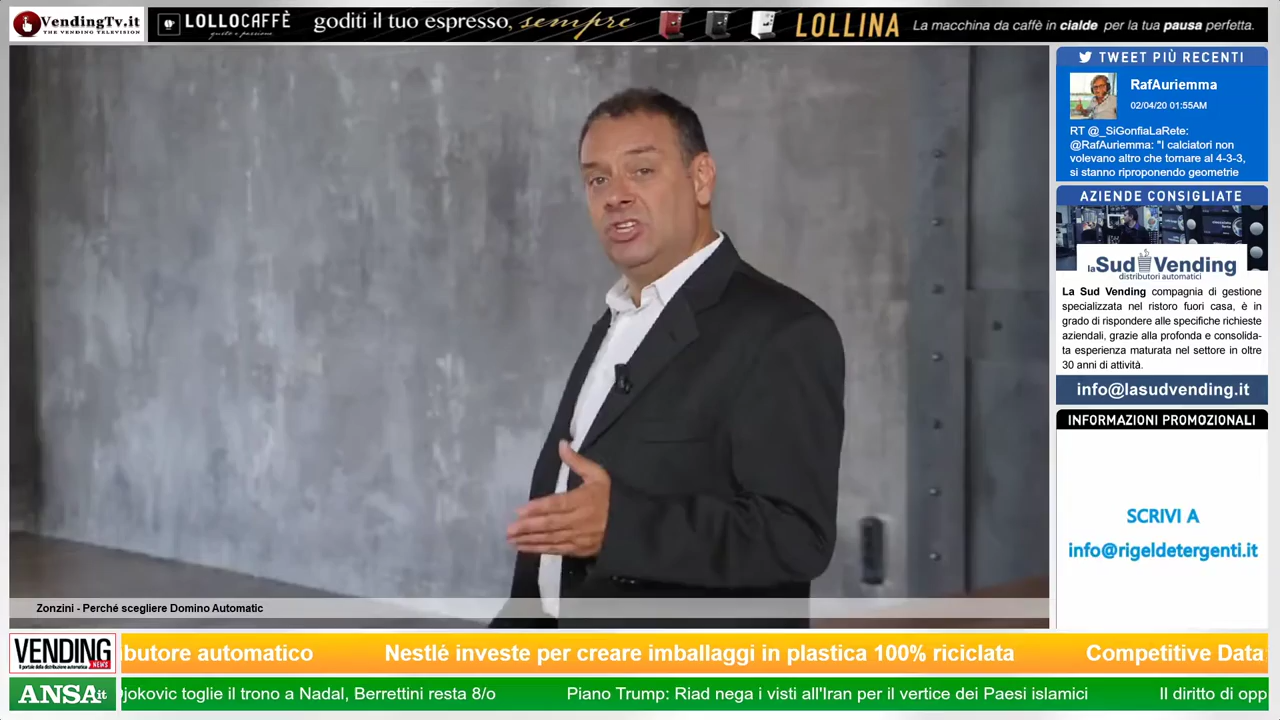 VendingTv.it
THE VENDING TELEVISION
LOLLOCAFFÈ
gusto e passione
goditi il tuo espresso, sempre
LOLLINA
La macchina da caffè in cialde per la tua pausa perfetta.
TWEET PIÙ RECENTI
RafAuriemma
02/04/20 01:55AM
RT @_SiGonfiaLaRete:
@RafAuriemma: "I calciatori non
volevano altro che tornare al 4-3-3,
si stanno riproponendo geometrie
AZIENDE CONSIGLIATE
la Sud Vending
distributori automatici
La Sud Vending compagnia di gestione
specializzata nel ristoro fuori casa, è in
grado di rispondere alle specifiche richieste
aziendali, grazie alla profonda e consolida-
ta esperienza maturata nel settore in oltre
30 anni di attività.
info@lasudvending.it
INFORMAZIONI PROMOZIONALI
SCRIVI A
info@rigeldetergenti.it
Zonzini - Perché scegliere Domino Automatic
VENDING
Il portale della distribuzione automatica NEWS
butore automatico Nestlé investe per creare imballaggi in plastica 100% riciclata Competitive Data
ANSA.it
Djokovic toglie il trono a Nadal, Berrettini resta 8/o Piano Trump: Riad nega i visti all'Iran per il vertice dei Paesi islamici Il diritto di opp